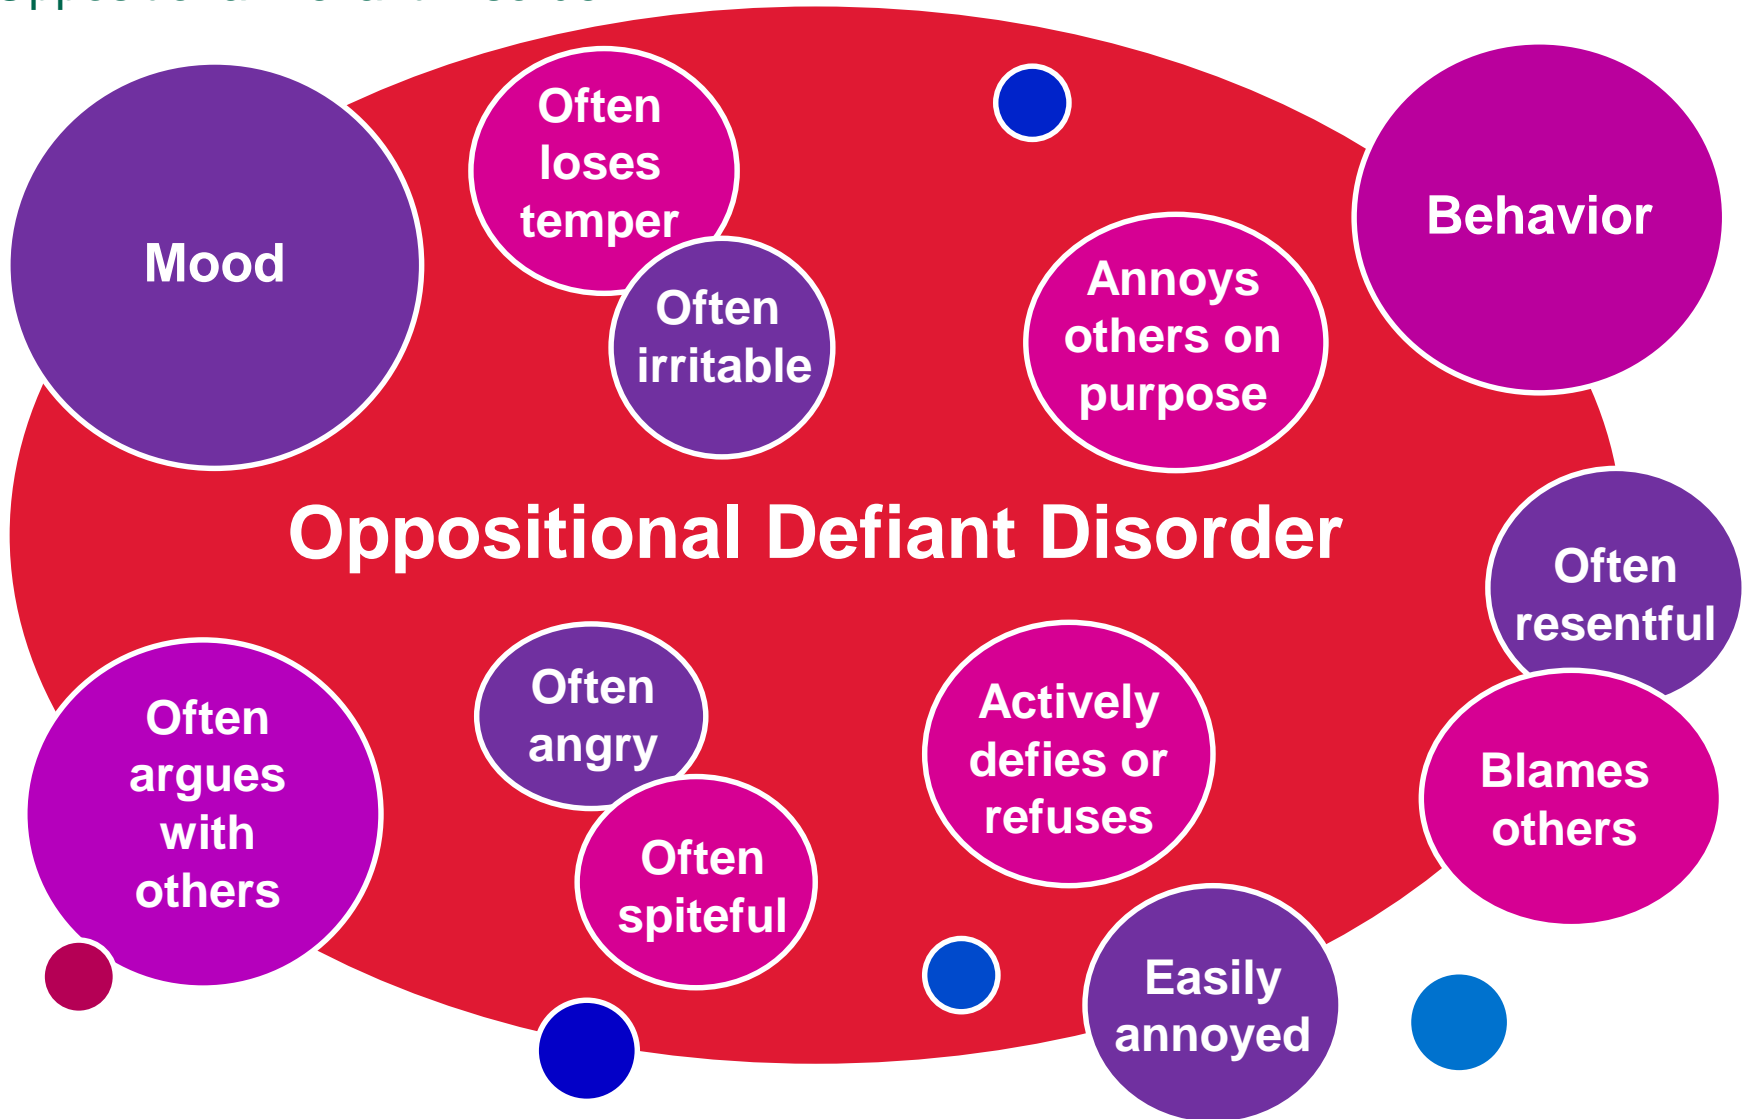 Often
loses
temper
Mood
Behavior
Often
irritable
Annoys
others on
purpose
Oppositional Defiant Disorder
Often
resentful
Often
argues
with
others
Often
angry
Actively
defies or
refuses
Blames
others
Often
spiteful
Easily
annoyed